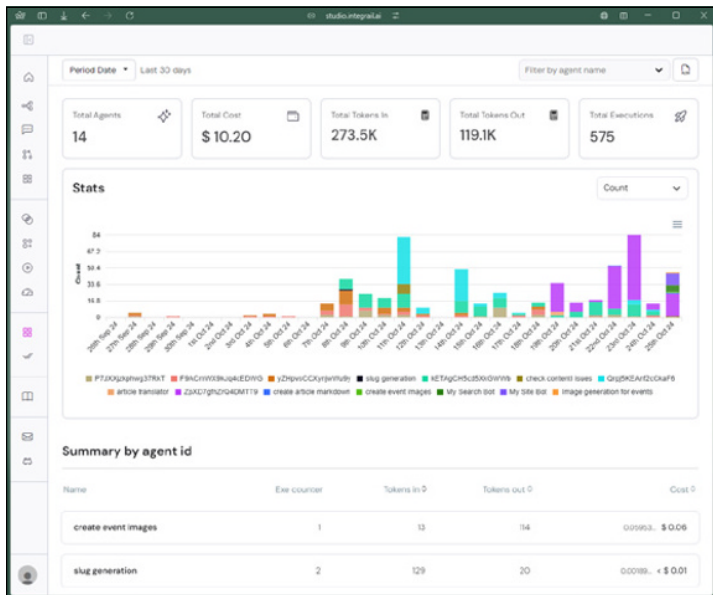 studio.integrail.ai
Period Date Last 30 days
Filter by agent name
Total Agents
14
Total Cost
$ 10.20
Total Tokens In
273.5K
Total Tokens Out
119.1K
Total Executions
575
Stats
Count
84
67.2
50.4
33.6
16.8
0
Count
26th Sep 24
27th Sep 24
28th Sep 24
29th Sep 24
30th Sep 24
1st Oct 24
2nd Oct 24
3rd Oct 24
4th Oct 24
5th Oct 24
6th Oct 24
7th Oct 24
8th Oct 24
9th Oct 24
10th Oct 24
11th Oct 24
12th Oct 24
13th Oct 24
14th Oct 24
15th Oct 24
16th Oct 24
17th Oct 24
18th Oct 24
19th Oct 24
20th Oct 24
21st Oct 24
22nd Oct 24
23rd Oct 24
24th Oct 24
25th Oct 24
slug generation check content issues
article translator create article markdown create event images My Search Bot My Site Bot Image generation for events
Summary by agent id
Name Exe counter Tokens in Tokens out Cost
create event images 1 13 114 0.05953... $ 0.06
slug generation 2 129 20 0.00189... < $ 0.01